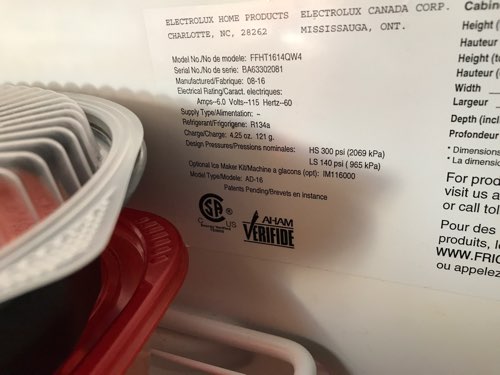 ELECTROLUX HOME PRODUCTS ELECTROLUX CANADA CORP.
CHARLOTTE, NC, 28262 MISSISSAUGA, ONT.
Model No./No de modele: FFHT1614QW4
Serial No./No de serie: BA63302081
Manufactured/Fabrique: 08-16
Electrical Rating/Caract. electriques:
Amps–6.0 Volts--115 Hertz--60
Supply Type/Alimentation: –
Refrigerant/Frigorigene: R134a
Charge/Charge: 4.25 oz. 121 g.
Design Pressures/Pressions nominales: HS 300 psi (2069 kPa)
LS 140 psi ( 965 kPa)
Optional Ice Maker Kit/Machine a glacons (opt): IM116000
Model Type/Modele: AD-16
Patents Pending/Brevets en instance
CSA
C US
AHAM
VERIFIDE
Cabin
Height (
Hauteur
Height (to
Hauteur (
Width
Largeur
Depth (incl
Profondeur
* Dimensions
* La dimensio
For prod
visit us a
or call tol
Pour des
produits, l
WWW.FRIG
ou appelez